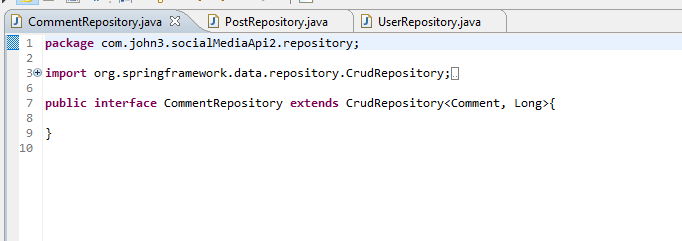 CommentRepository.java PostRepository.java UserRepository.java
1 package com.john3.socialMediaApi2.repository;
2
3 import org.springframework.data.repository.CrudRepository;
6
7 public interface CommentRepository extends CrudRepository<Comment, Long>{
8
9 }
10